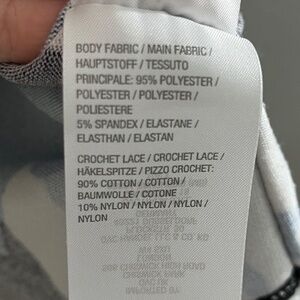 BODY FABRIC / MAIN FABRIC /
HAUPTSTOFF / TESSUTO
PRINCIPALE: 95% POLYESTER /
POLYESTER / POLYESTER /
POLIESTERE
5% SPANDEX / ELASTANE /
ELASTHAN / ELASTAN
CROCHET LACE / CROCHET LACE /
HÄKELSPITZE / PIZZO CROCHET:
90% COTTON / COTTON /
BAUMWOLLE / COTONE
10% NYLON / NYLON / NYLON /
NYLON